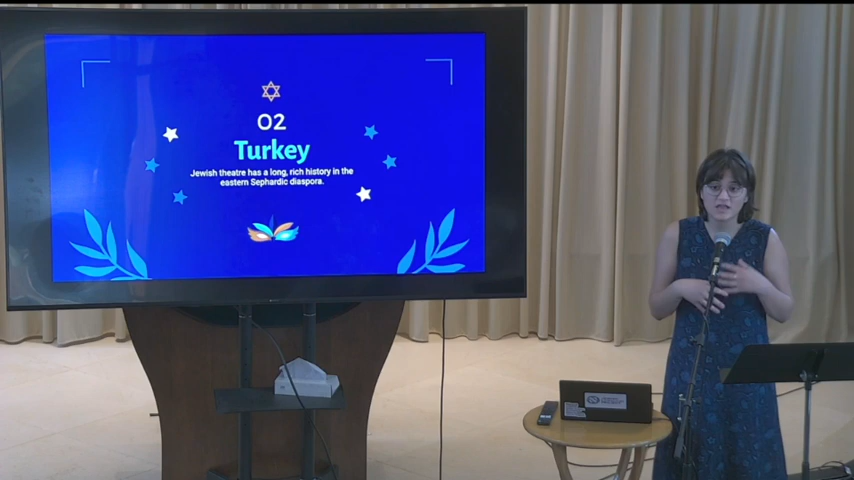 02
Turkey
Jewish theatre has a long, rich history in the
eastern Sephardic diaspora.